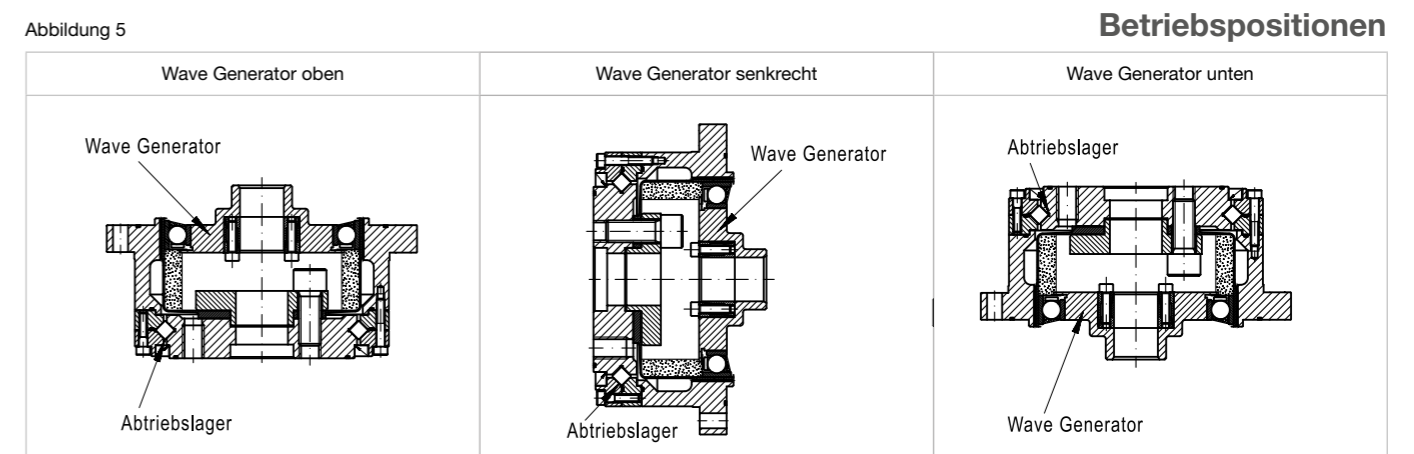 Abbildung 5
Betriebspositionen
Wave Generator oben
Wave Generator senkrecht
Wave Generator unten
Wave Generator
Abtriebslager
Wave Generator
Abtriebslager
Abtriebslager
Wave Generator